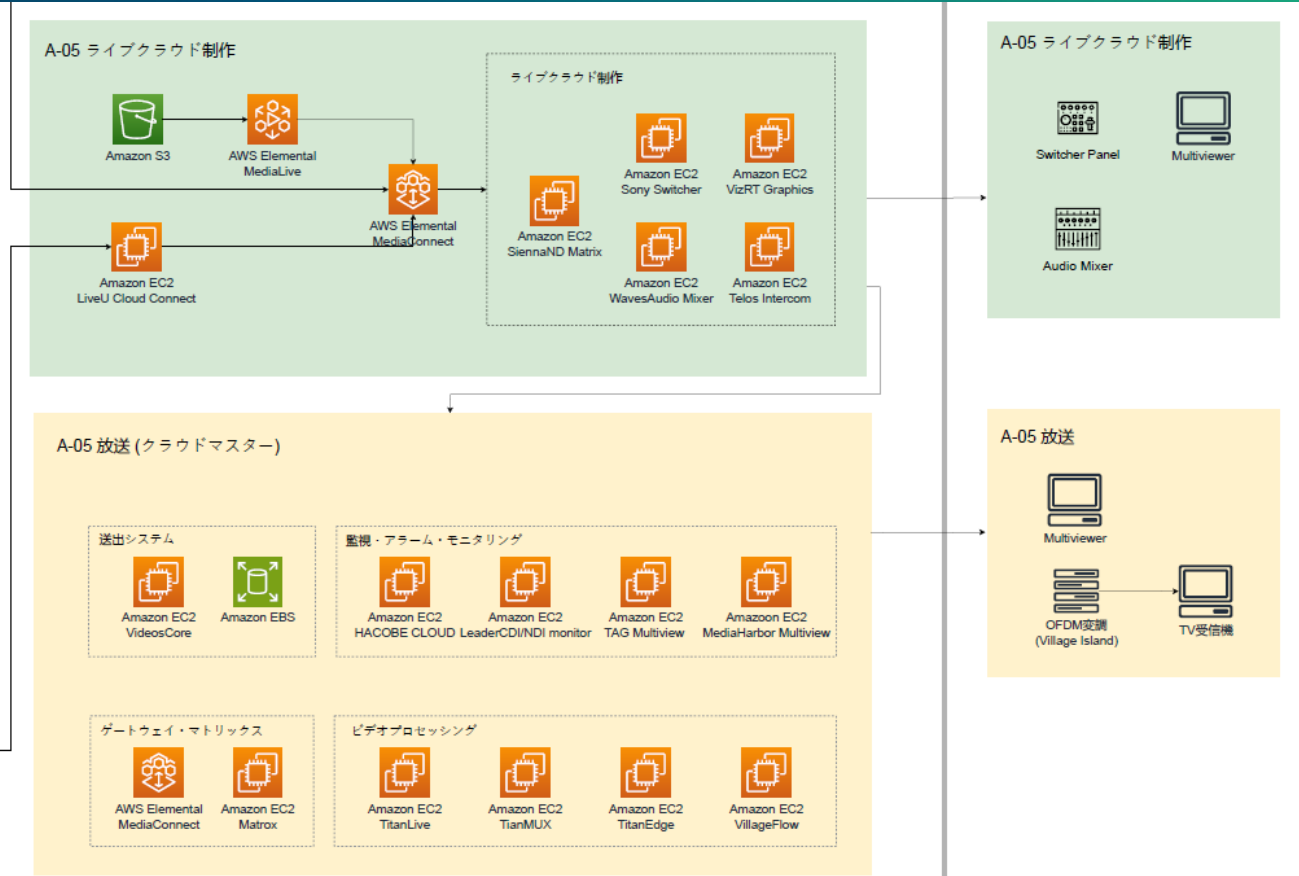 A-05 ライブクラウド制作
Amazon S3
AWS Elemental
MediaLive
AWS Elemental
MediaConnect
Amazon EC2
LiveU Cloud Connect
ライブクラウド制作
Amazon EC2
SiennaND Matrix
Amazon EC2
Sony Switcher
Amazon EC2
VizRT Graphics
Amazon EC2
WavesAudio Mixer
Amazon EC2
Telos Intercom
A-05 ライブクラウド制作
Switcher Panel
Multiviewer
Audio Mixer
A-05 放送 (クラウドマスター)
送出システム
Amazon EC2
VideosCore
Amazon EBS
監視・アラーム・モニタリング
Amazon EC2
HACOBE CLOUD
Amazon EC2
LeaderCDI/NDI monitor
Amazon EC2
TAG Multiview
Amazoon EC2
MediaHarbor Multiview
ゲートウェイ・マトリックス
AWS Elemental
MediaConnect
Amazon EC2
Matrox
ビデオプロセッシング
Amazon EC2
TitanLive
Amazon EC2
TianMUX
Amazon EC2
TitanEdge
Amazon EC2
VillageFlow
A-05 放送
Multiviewer
OFDM変調
(Village Island)
TV受信機